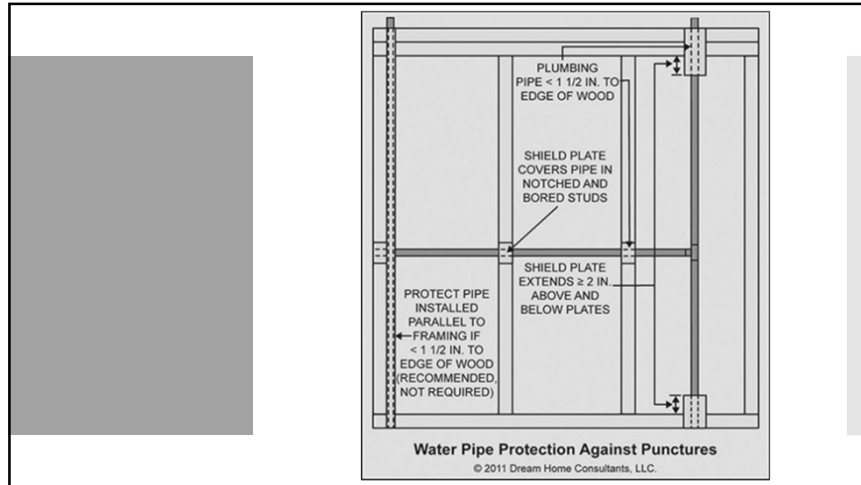 PLUMBING
PIPE < 1 1/2 IN. TO
EDGE OF WOOD
SHIELD PLATE
COVERS PIPE IN
NOTCHED AND
BORED STUDS
SHIELD PLATE
EXTENDS ≥ 2 IN.
ABOVE AND
BELOW PLATES
PROTECT PIPE
INSTALLED
PARALLEL TO
FRAMING IF
< 1 1/2 IN. TO
EDGE OF WOOD
(RECOMMENDED,
NOT REQUIRED)
Water Pipe Protection Against Punctures
© 2011 Dream Home Consultants, LLC.